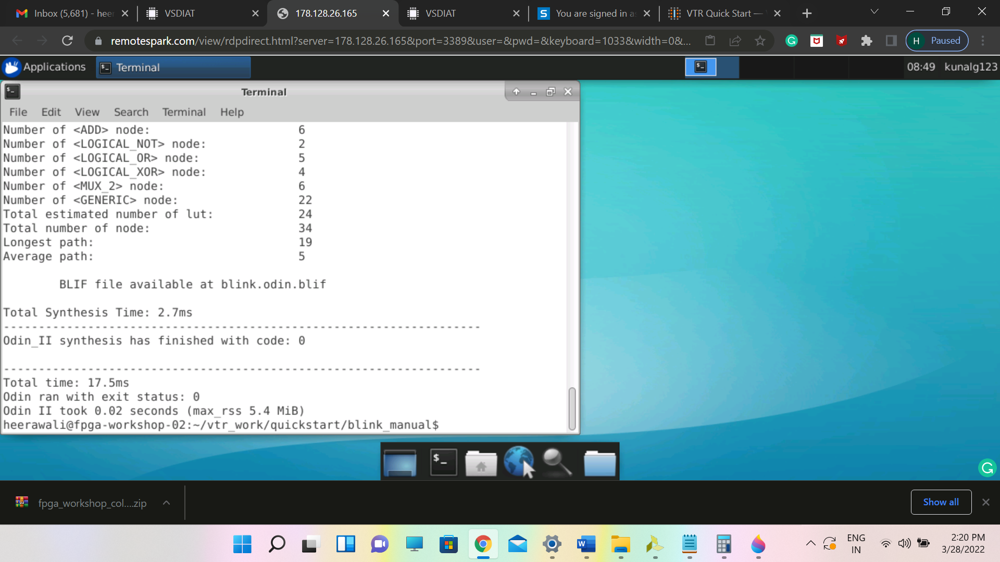 Inbox (5,681) - heer
VSDIAT
178.128.26.165
VSDIAT
You are signed in as
VTR Quick Start —
remotespark.com/view/rdpdirect.html?server=178.128.26.165&port=3389&user=&pwd=&keyboard=1033&width=0&...
H Paused
Applications
Terminal
08:49 kunalg123
Terminal
File Edit View Search Terminal Help
Number of <ADD> node: 6
Number of <LOGICAL_NOT> node: 2
Number of <LOGICAL_OR> node: 5
Number of <LOGICAL_XOR> node: 4
Number of <MUX_2> node: 6
Number of <GENERIC> node: 22
Total estimated number of lut: 24
Total number of node: 34
Longest path: 19
Average path: 5
BLIF file available at blink.odin.blif
Total Synthesis Time: 2.7ms
--------------------------------------------------------------------
Odin_II synthesis has finished with code: 0
--------------------------------------------------------------------
Total time: 17.5ms
Odin ran with exit status: 0
Odin II took 0.02 seconds (max_rss 5.4 MiB)
heerawali@fpga-workshop-02:~/vtr_work/quickstart/blink_manual$
fpga_workshop_col....zip
Show all
ENG
IN
2:20 PM
3/28/2022